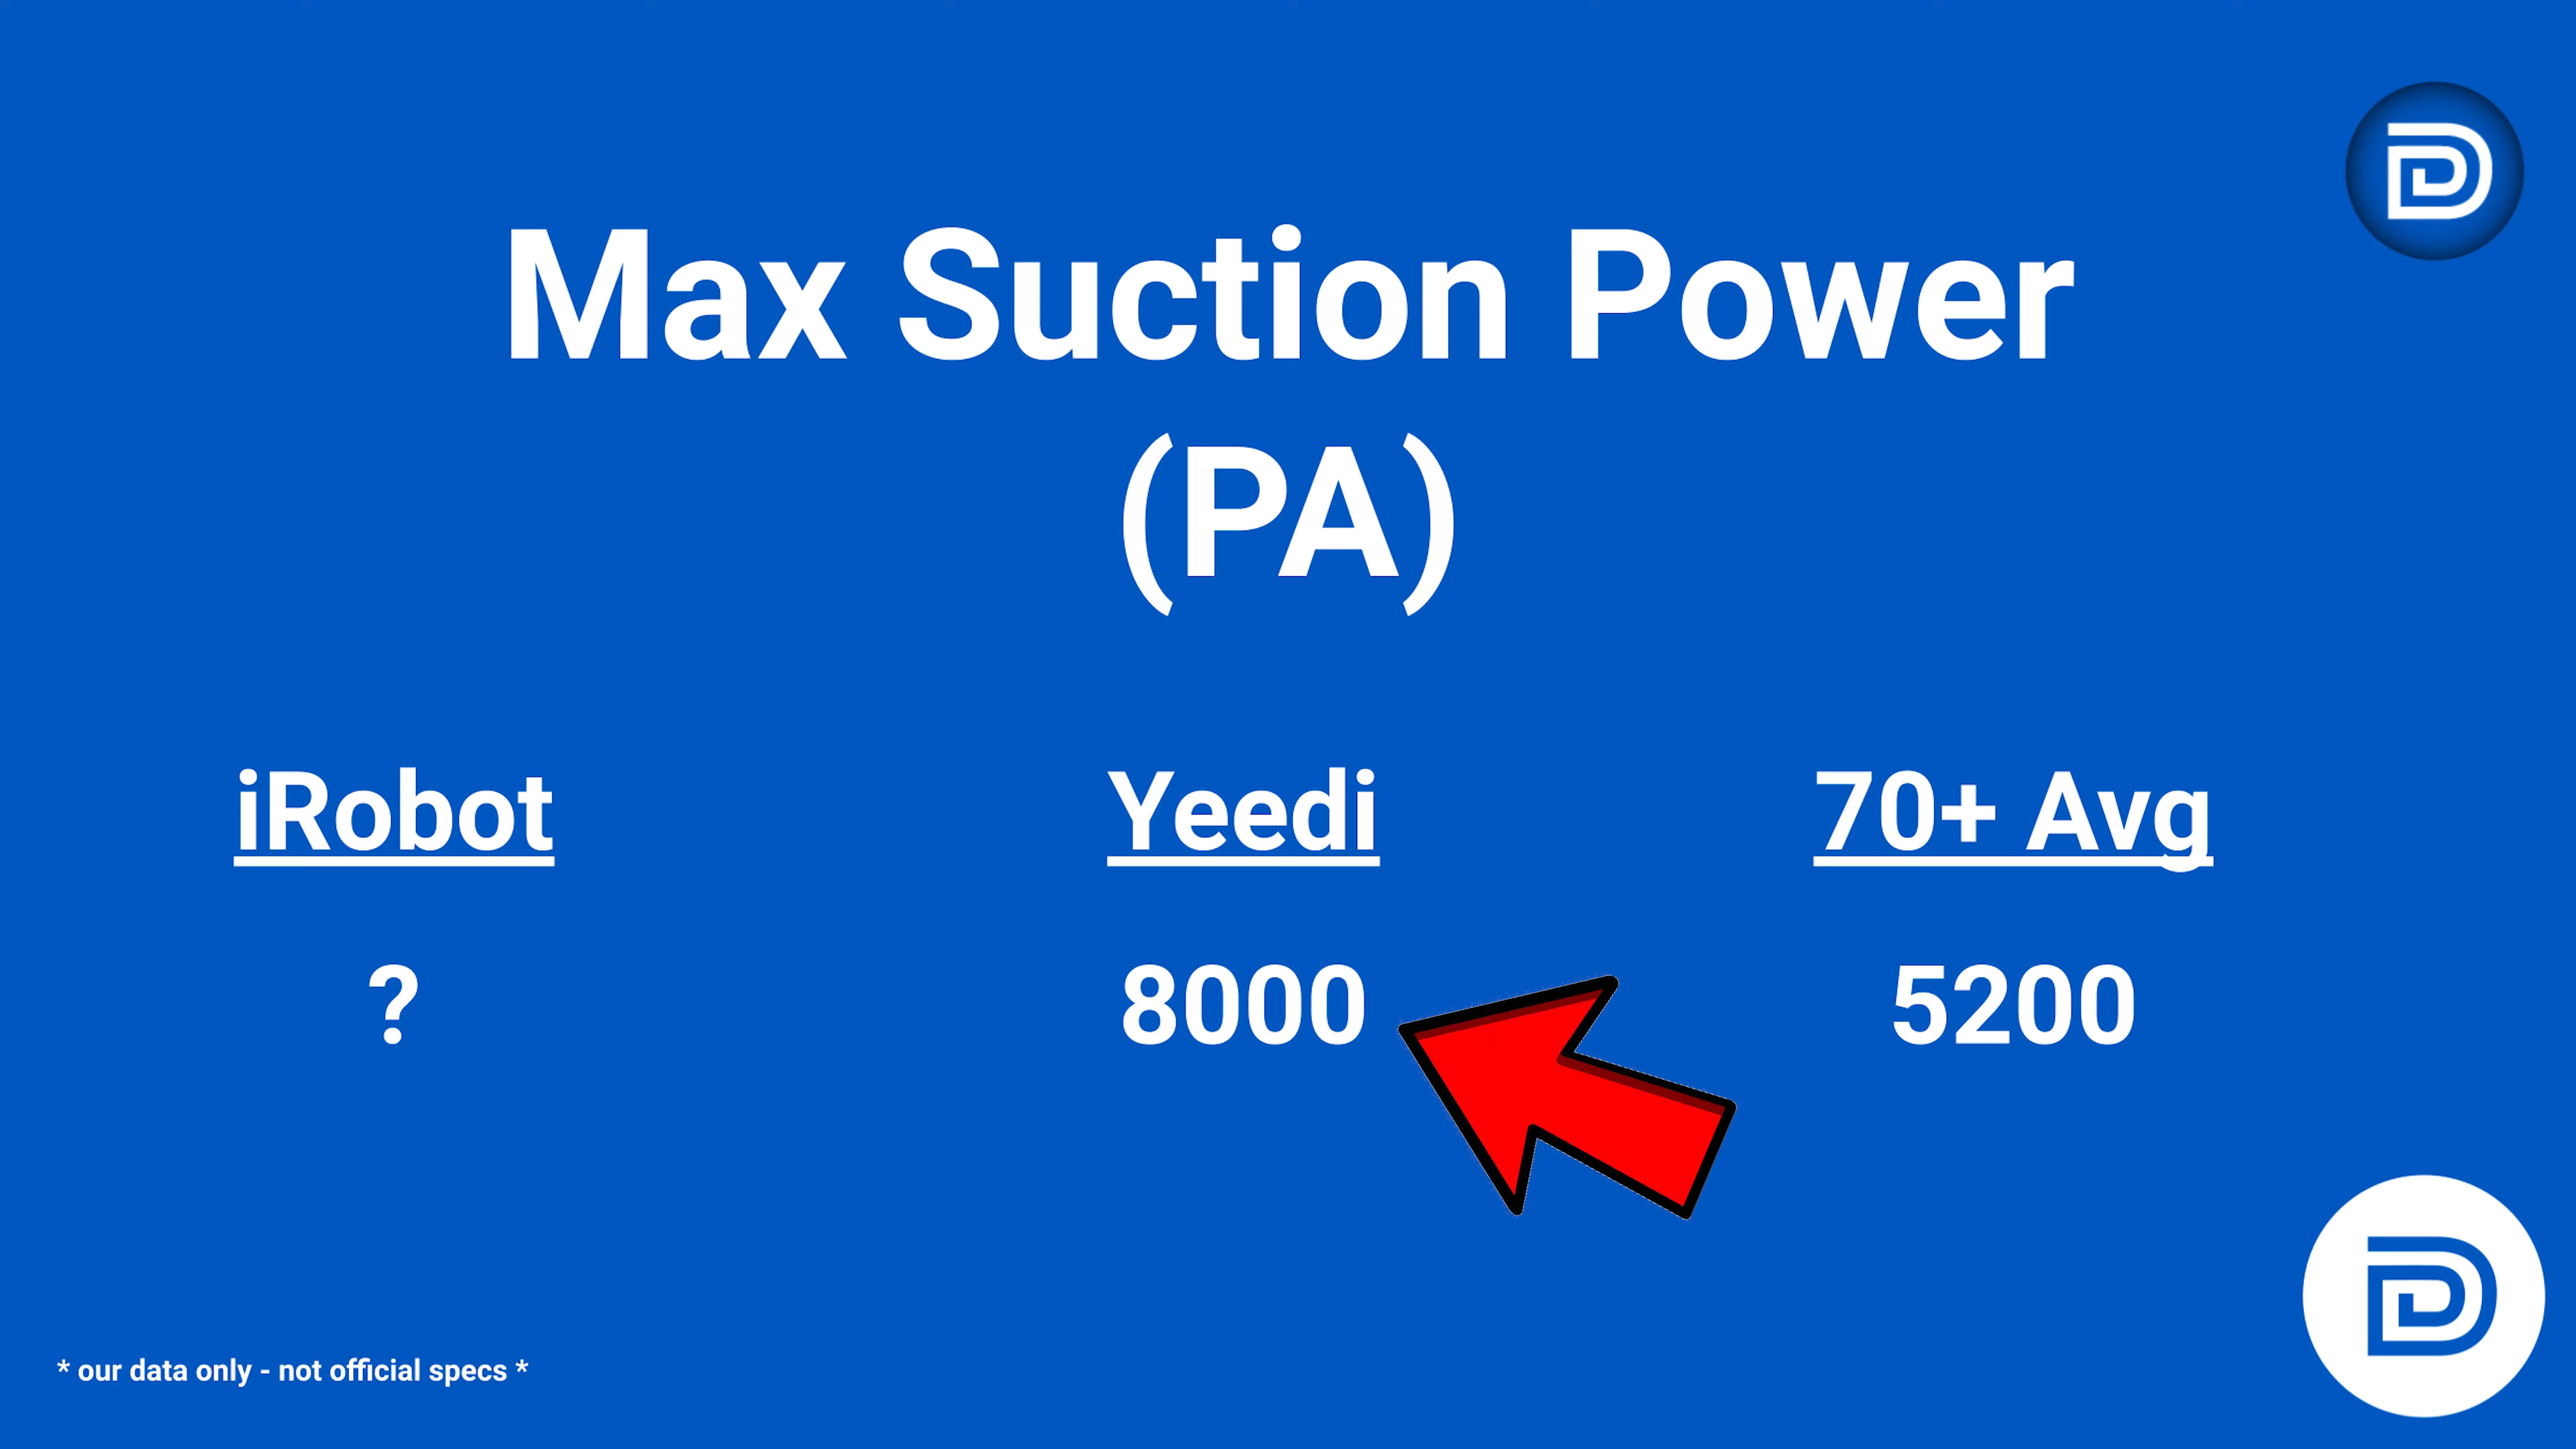 Max Suction Power
(PA)
iRobot Yeedi 70+ Avg
? 8000 5200
* our data only - not official specs *